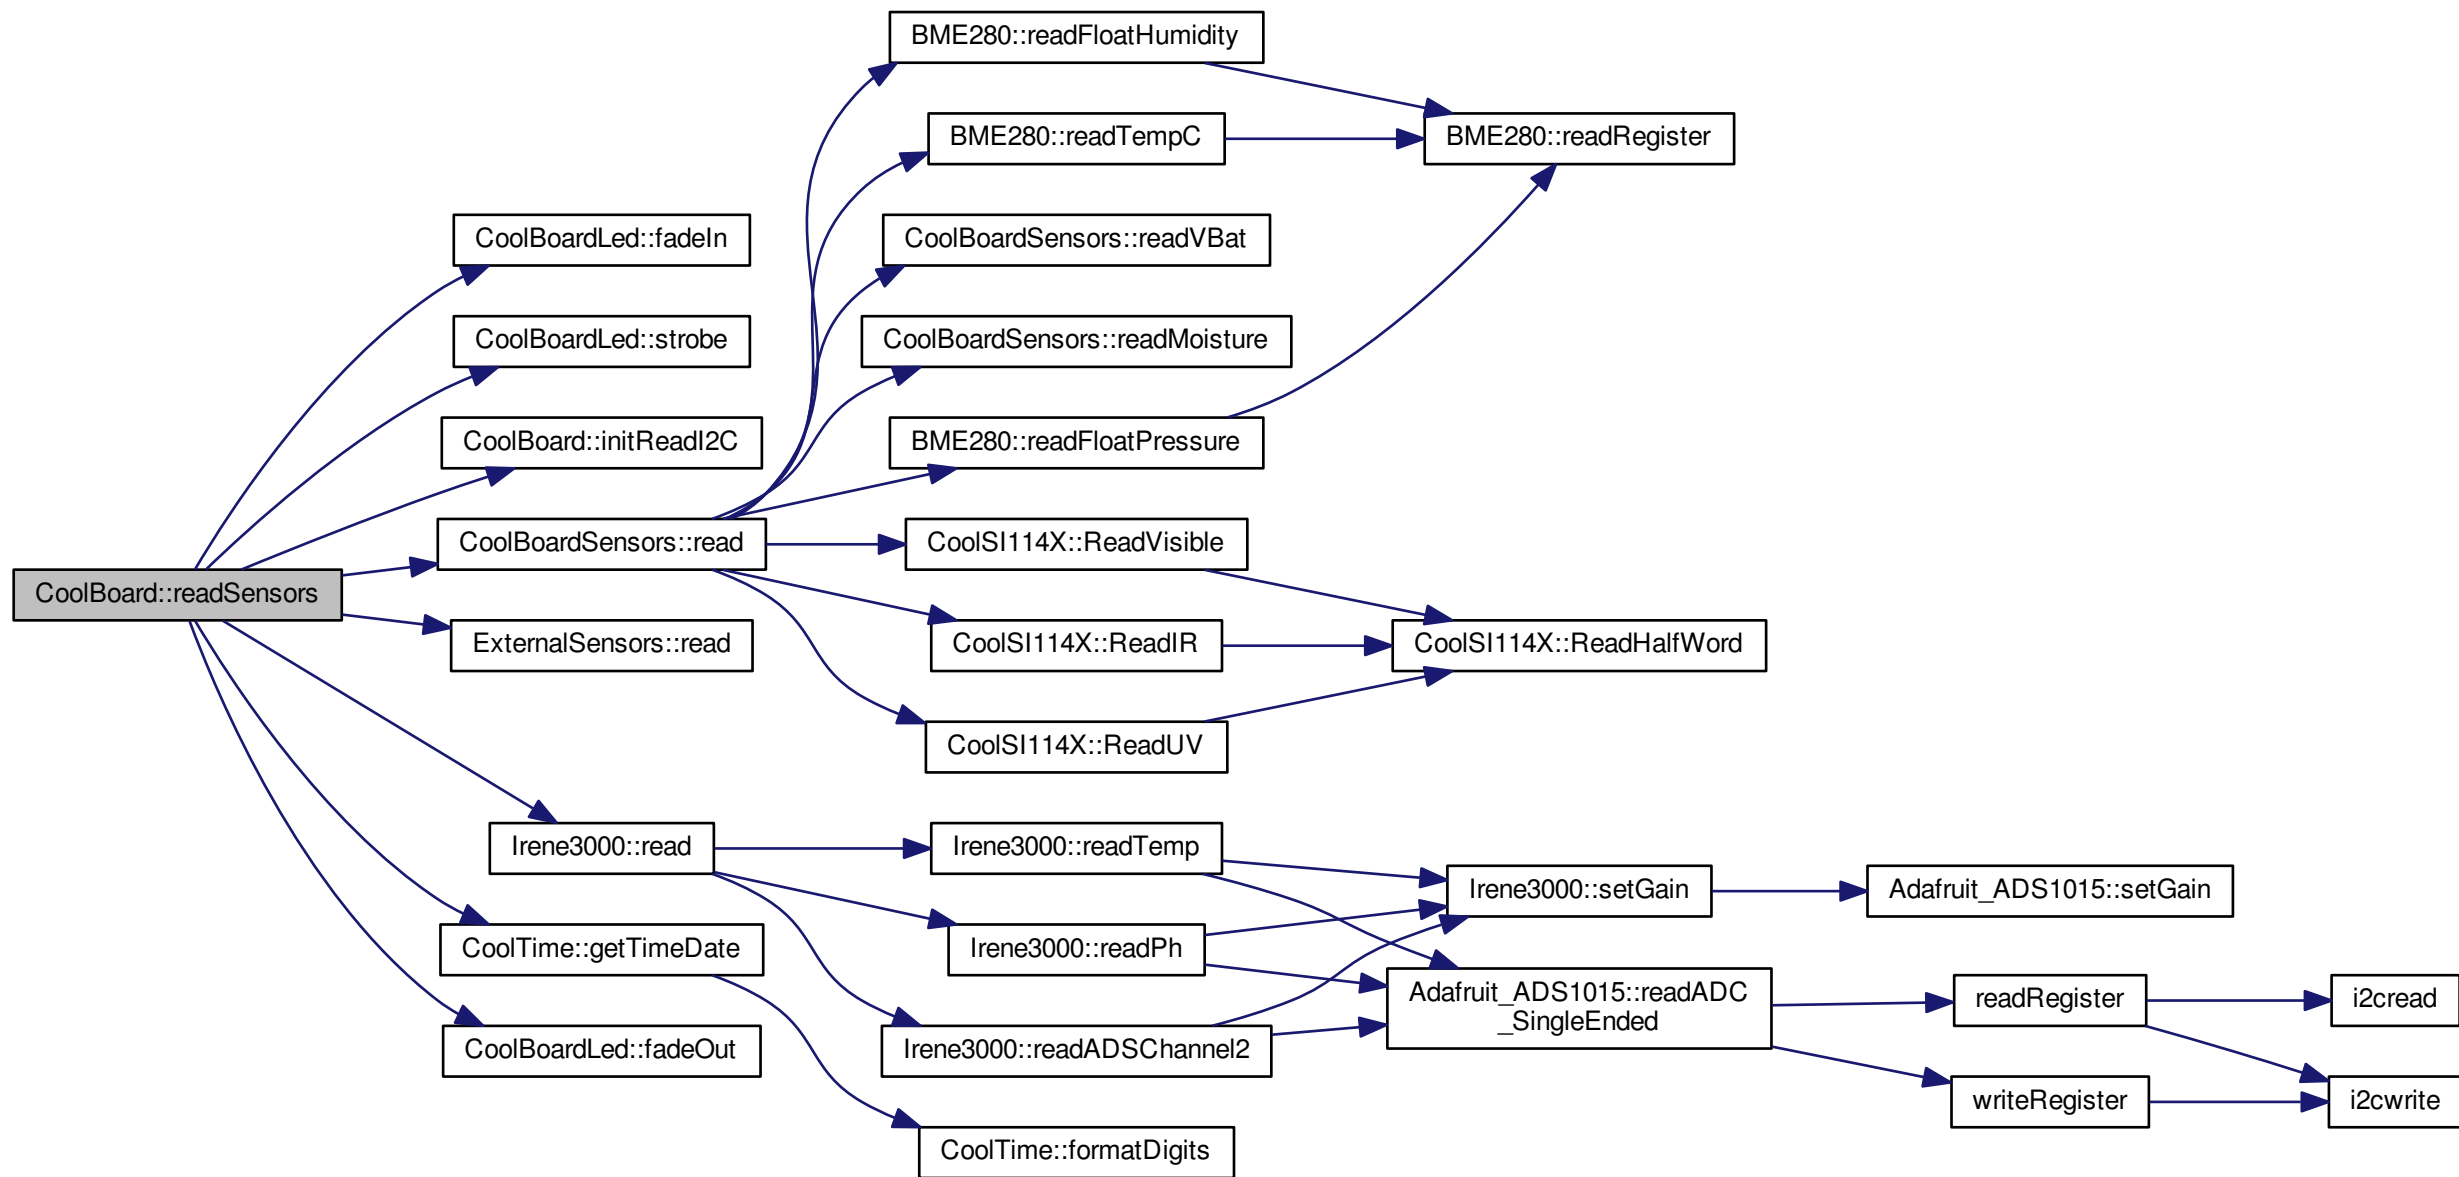 BME280::readFloatHumidity
BME280::readTempC
BME280::readRegister
CoolBoardLed::fadeIn
CoolBoardSensors::readVBat
CoolBoardLed::strobe
CoolBoardSensors::readMoisture
CoolBoard::initReadI2C
BME280::readFloatPressure
CoolBoardSensors::read
CoolSI114X::ReadVisible
CoolBoard::readSensors
ExternalSensors::read
CoolSI114X::ReadIR
CoolSI114X::ReadHalfWord
CoolSI114X::ReadUV
Irene3000::read
Irene3000::readTemp
Irene3000::setGain
Adafruit_ADS1015::setGain
CoolTime::getTimeDate
Irene3000::readPh
Adafruit_ADS1015::readADC
_SingleEnded
readRegister
i2cread
CoolBoardLed::fadeOut
Irene3000::readADSChannel2
writeRegister
i2cwrite
CoolTime::formatDigits